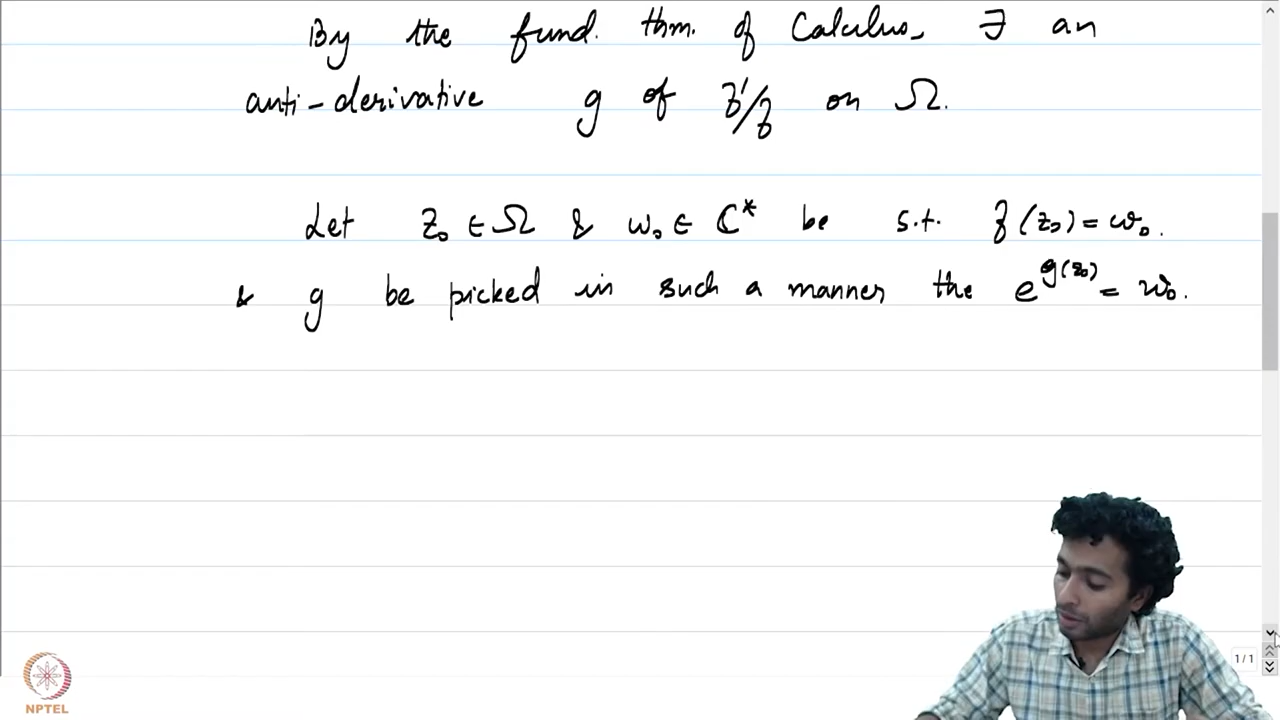 By the fund. thm. of Calculus, ∃ an
anti-derivative g of f'/f on Ω.
Let z₀ ∈ Ω & w₀ ∈ ℂ* be s.t. f(z₀) = w₀.
& g be picked in such a manner the e^{g(z₀)} = w₀.
1/1
NPTEL